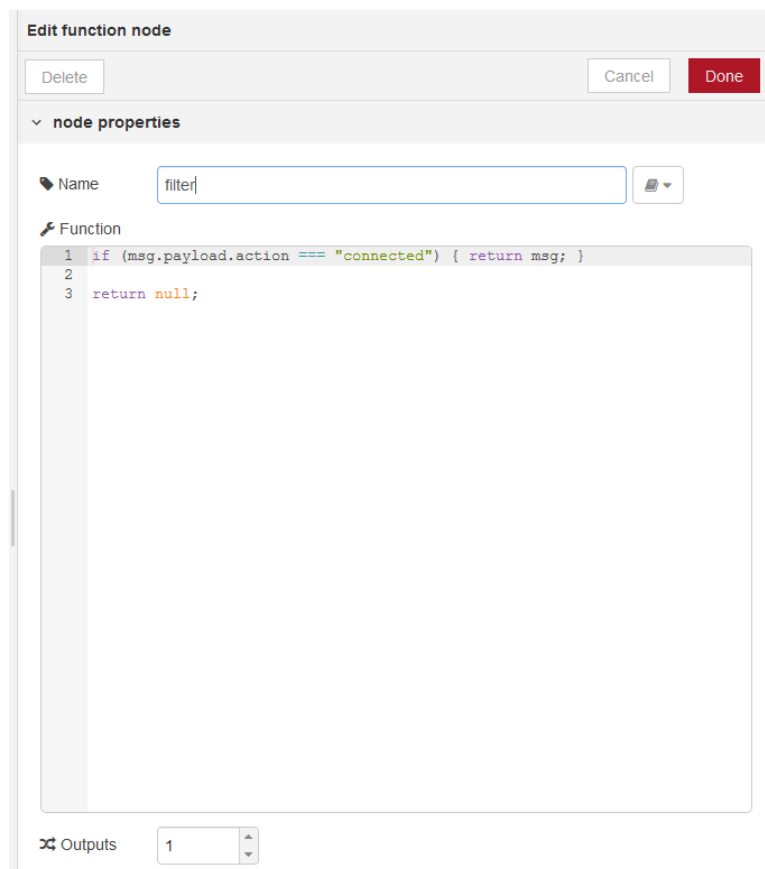 Edit function node
Delete Cancel Done
node properties
Name filter
Function
1 if (msg.payload.action === "connected") { return msg; }
2
3 return null;
Outputs 1